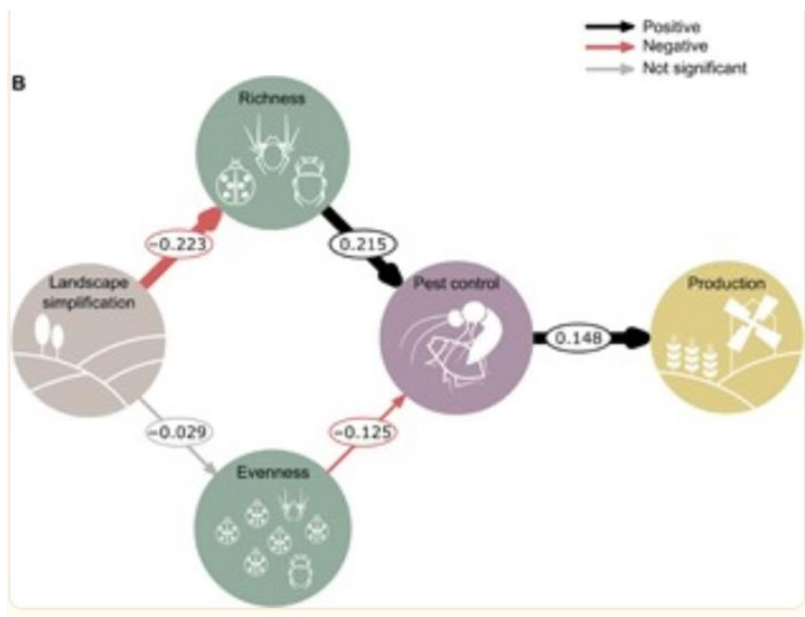 Positive
Negative
Not significant
B
Richness
−0.223
0.215
Landscape
simplification
Pest control
Production
0.148
−0.029
−0.125
Evenness